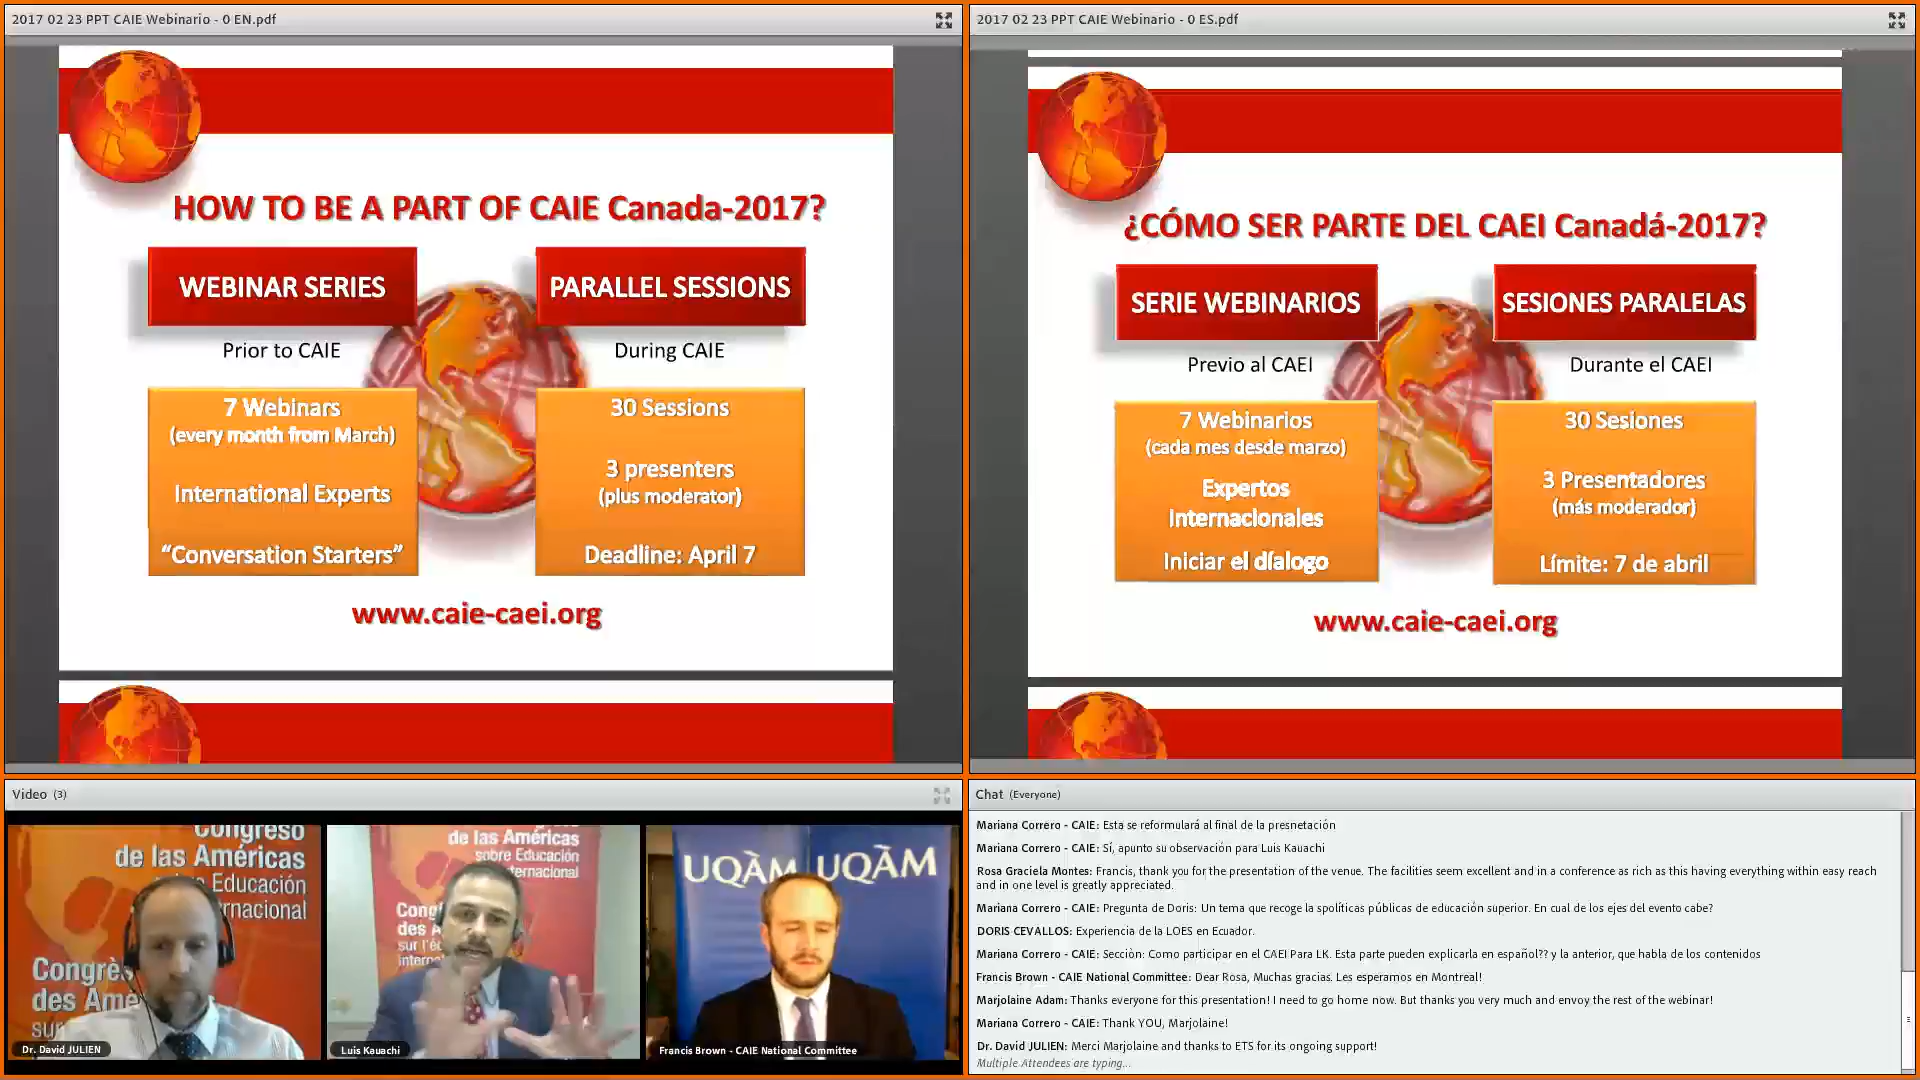 2017 02 23 PPT CAIE Webinario - 0 EN.pdf
HOW TO BE A PART OF CAIE Canada-2017?
WEBINAR SERIES
PARALLEL SESSIONS
Prior to CAIE
During CAIE
7 Webinars
(every month from March)
International Experts
“Conversation Starters”
30 Sessions
3 presenters
(plus moderator)
Deadline: April 7
www.caie-caei.org
2017 02 23 PPT CAIE Webinario - 0 ES.pdf
¿CÓMO SER PARTE DEL CAEI Canadá-2017?
SERIE WEBINARIOS
SESIONES PARALELAS
Previo al CAEI
Durante el CAEI
7 Webinarios
(cada mes desde marzo)
Expertos
Internacionales
Iniciar el díalogo
30 Sesiones
3 Presentadores
(más moderador)
Límite: 7 de abril
www.caie-caei.org
Video (3)
Congreso
de las Américas
Educación
Congrès
des Ame
sur
Dr. David JULIEN
de las Américas
sobre Educación
sur l'é
Luis Kauachi
UQÀM UQÀM
Francis Brown - CAIE National Committee
Chat (Everyone)
Mariana Correro - CAIE: Esta se reformulará al final de la presnetación
Mariana Correro - CAIE: Sí, apunto su observación para Luis Kauachi
Rosa Graciela Montes: Francis, thank you for the presentation of the venue. The facilities seem excellent and in a conference as rich as this having everything within easy reach
and in one level is greatly appreciated.
Mariana Correro - CAIE: Pregunta de Doris: Un tema que recoge la spolíticas públicas de educación superior. En cual de los ejes del evento cabe?
DORIS CEVALLOS: Experiencia de la LOES en Ecuador.
Mariana Correro - CAIE: Secciòn: Como participar en el CAEI Para LK. Esta parte pueden explicarla en español?? y la anterior, que habla de los contenidos
Francis Brown - CAIE National Committee: Dear Rosa, Muchas gracias. Les esperamos en Montreal!
Marjolaine Adam: Thanks everyone for this presentation! I need to go home now. But thanks you very much and envoy the rest of the webinar!
Mariana Correro - CAIE: Thank YOU, Marjolaine!
Dr. David JULIEN: Merci Marjolaine and thanks to ETS for its ongoing support!
Multiple Attendees are typing...